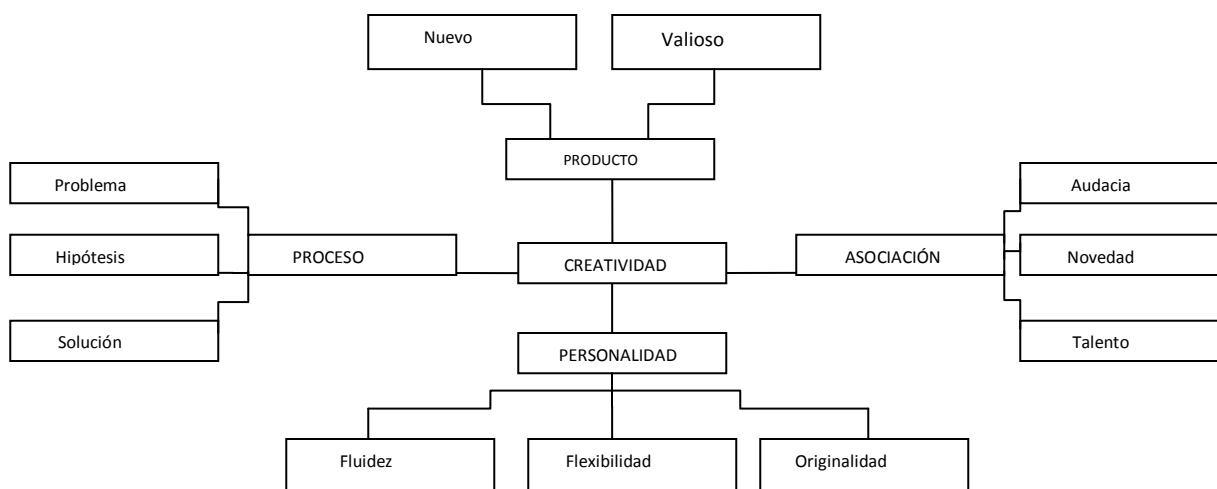 Nuevo
Valioso
PRODUCTO
Problema
Audacia
Hipótesis
PROCESO
CREATIVIDAD
ASOCIACIÓN
Novedad
Solución
PERSONALIDAD
Talento
Fluidez
Flexibilidad
Originalidad